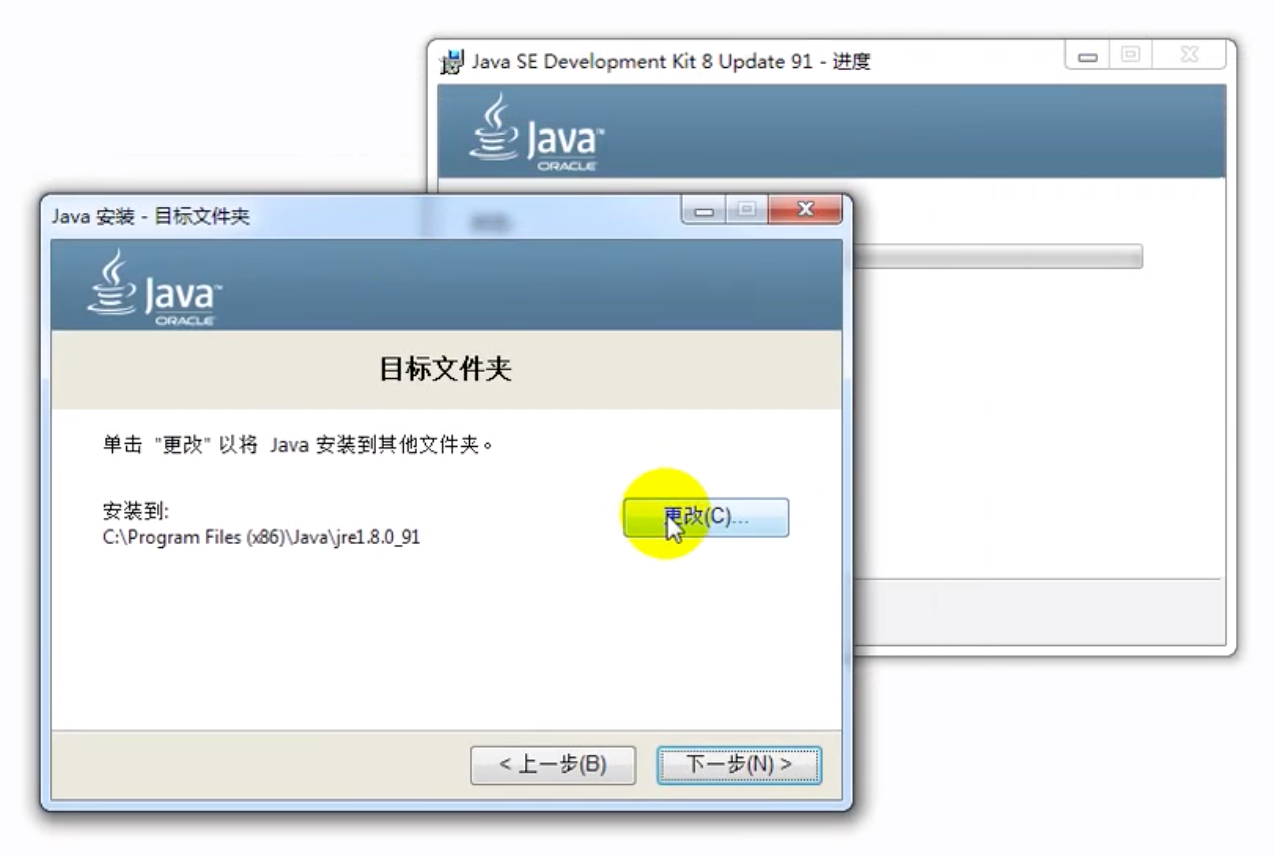 Java SE Development Kit 8 Update 91 - 进度
Java™
ORACLE
Java 安装 - 目标文件夹
Java™
ORACLE
目标文件夹
单击 "更改" 以将 Java 安装到其他文件夹。
安装到:
更改(C)...
C:\Program Files (x86)\Java\jre1.8.0_91
< 上一步(B)
下一步(N) >